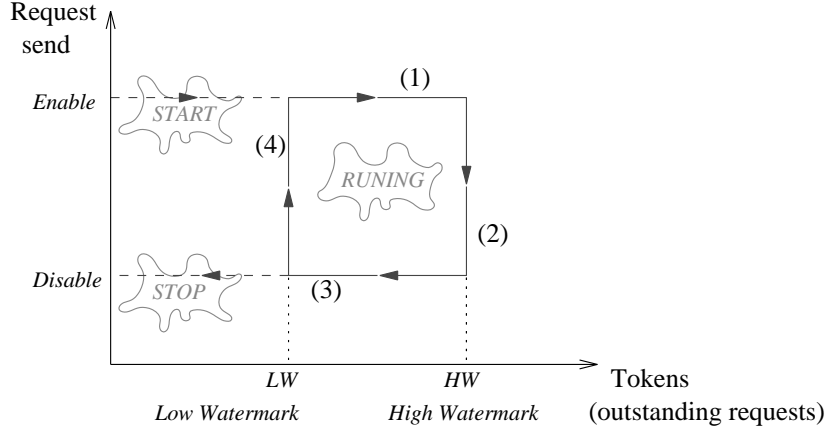 Request
send
(1)
Enable
START
(4)
RUNING
(2)
Disable
STOP
(3)
LW
HW
Tokens
Low Watermark
High Watermark
(outstanding requests)